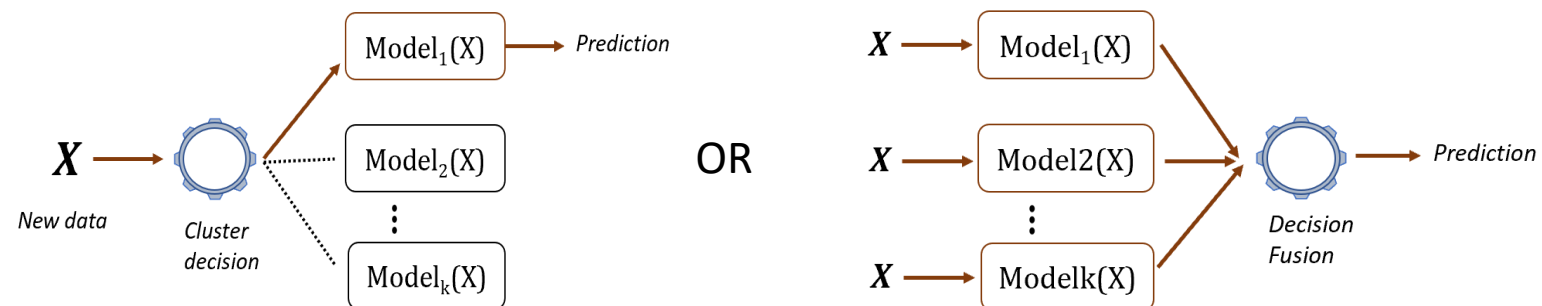 X
New data
Cluster
decision
Model₁(X)
Prediction
Model₂(X)
Modelₖ(X)
OR
X
Model₁(X)
X
Model2(X)
X
Modelk(X)
Decision
Fusion
Prediction